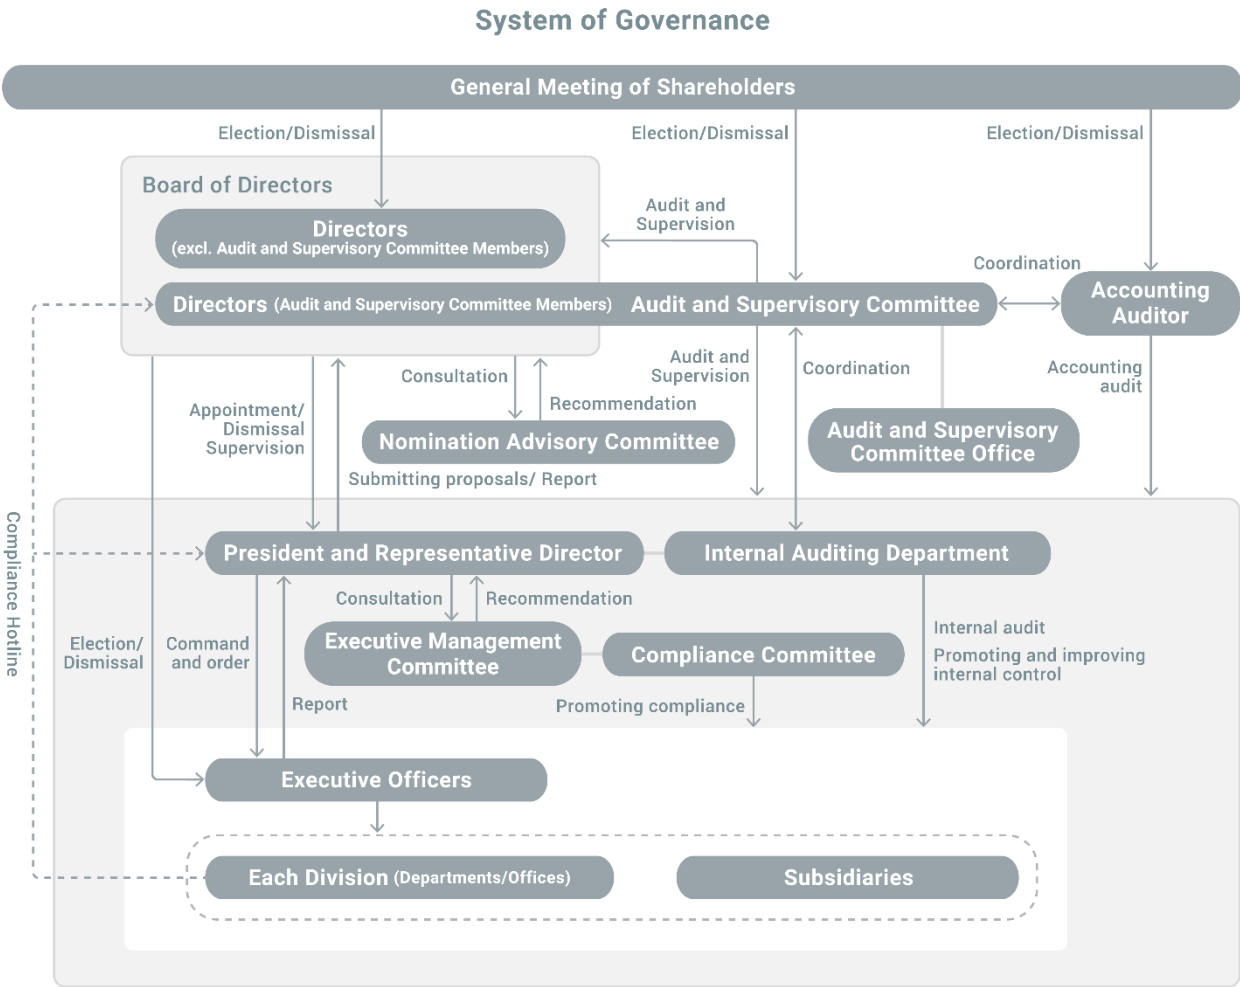 System of Governance
General Meeting of Shareholders
Election/Dismissal
Election/Dismissal
Election/Dismissal
Board of Directors
Directors
(excl. Audit and Supervisory Committee Members)
Audit and
Supervision
Coordination
Directors (Audit and Supervisory Committee Members)
Audit and Supervisory Committee
Accounting
Auditor
Consultation
Recommendation
Appointment/
Dismissal
Supervision
Audit and
Supervision
Coordination
Accounting
audit
Nomination Advisory Committee
Audit and Supervisory
Committee Office
Submitting proposals/ Report
Compliance Hotline
President and Representative Director
Internal Auditing Department
Consultation
Recommendation
Election/
Dismissal
Command
and order
Executive Management
Committee
Compliance Committee
Internal audit
Promoting and improving
internal control
Report
Promoting compliance
Executive Officers
Each Division (Departments/Offices)
Subsidiaries